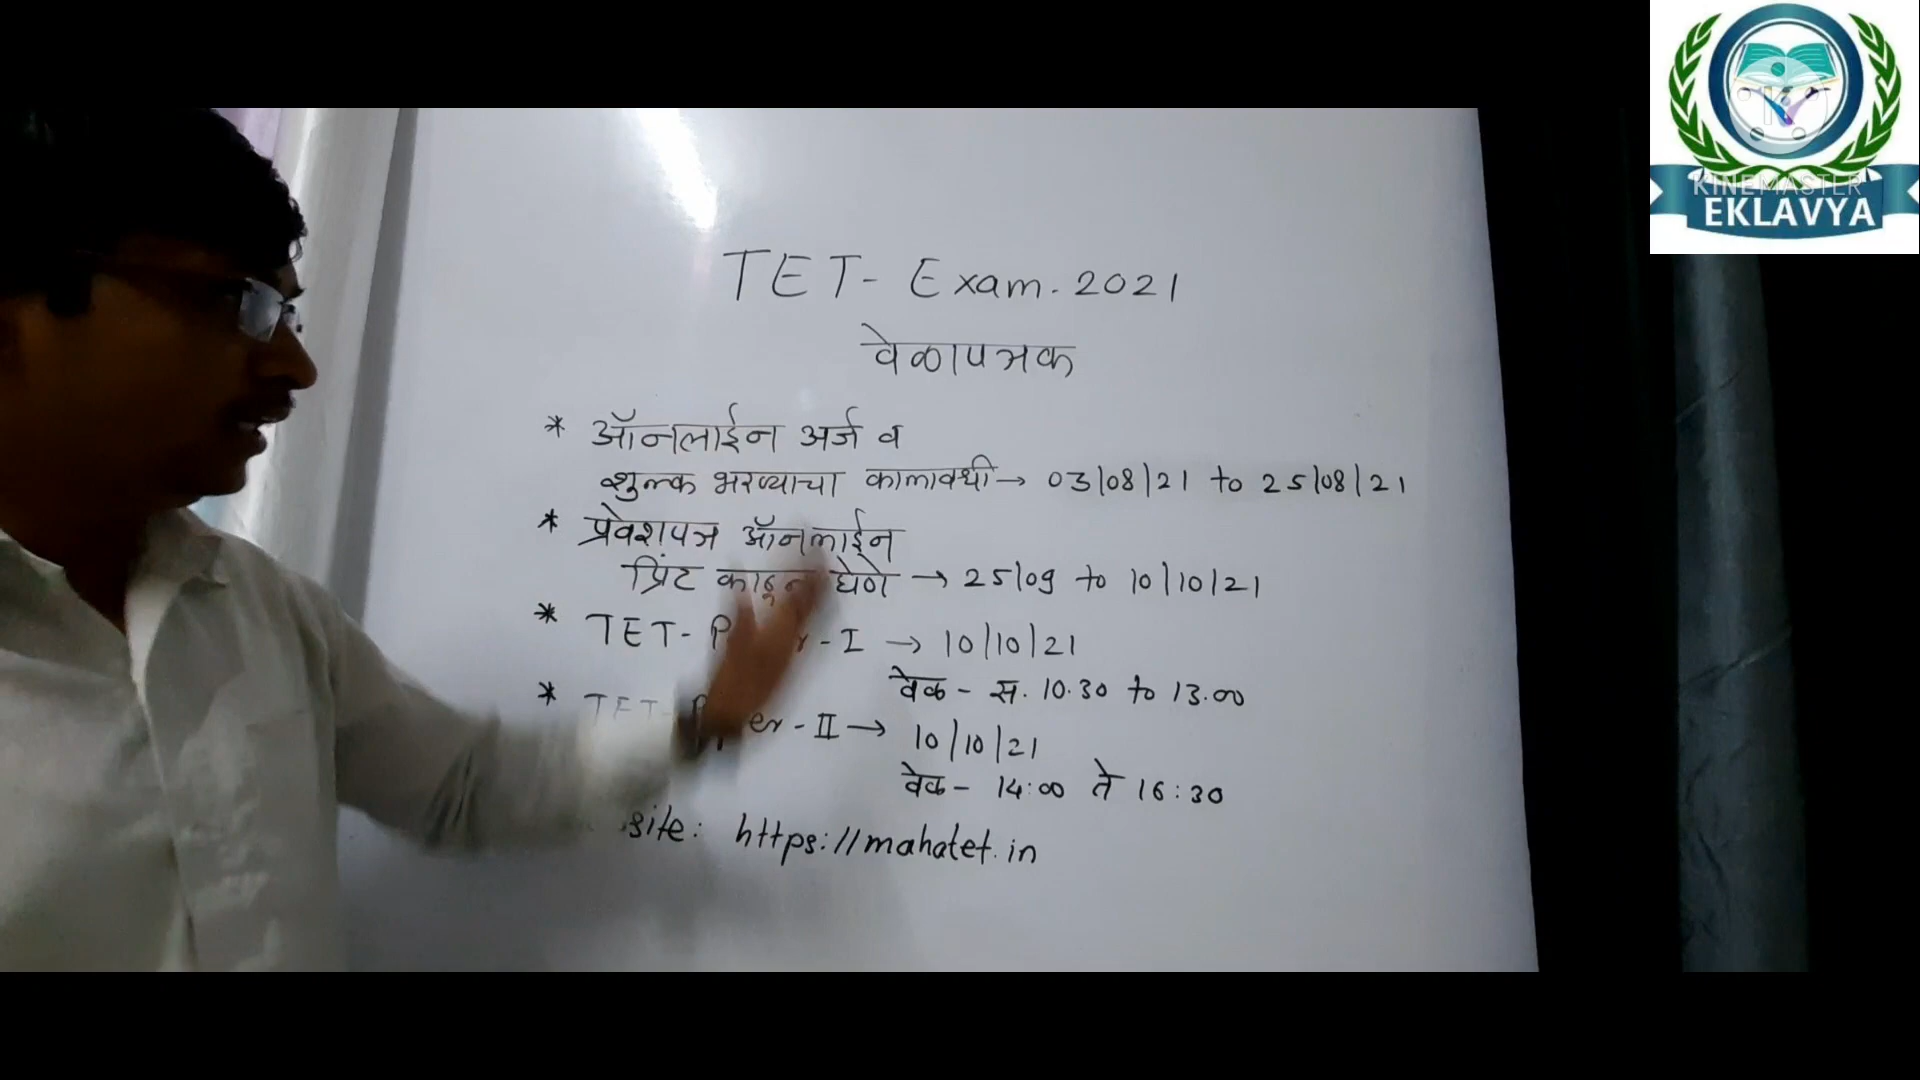 KINEMASTER
EKLAVYA
TET- Exam. 2021
वेळापत्रक
* ऑनलाईन अर्ज व
शुल्क भरण्याचा कालावधी → 03/08/21 to 25/08/21
* प्रवेशपत्र ऑनलाईन
प्रिंट काढून घेणे → 25/09 to 10/10/21
* TET- P r - I → 10/10/21
वेळ - स. 10.30 to 13.00
* TET- P er - II → 10/10/21
वेळ - 14:00 ते 16:30
site: https://mahatet.in